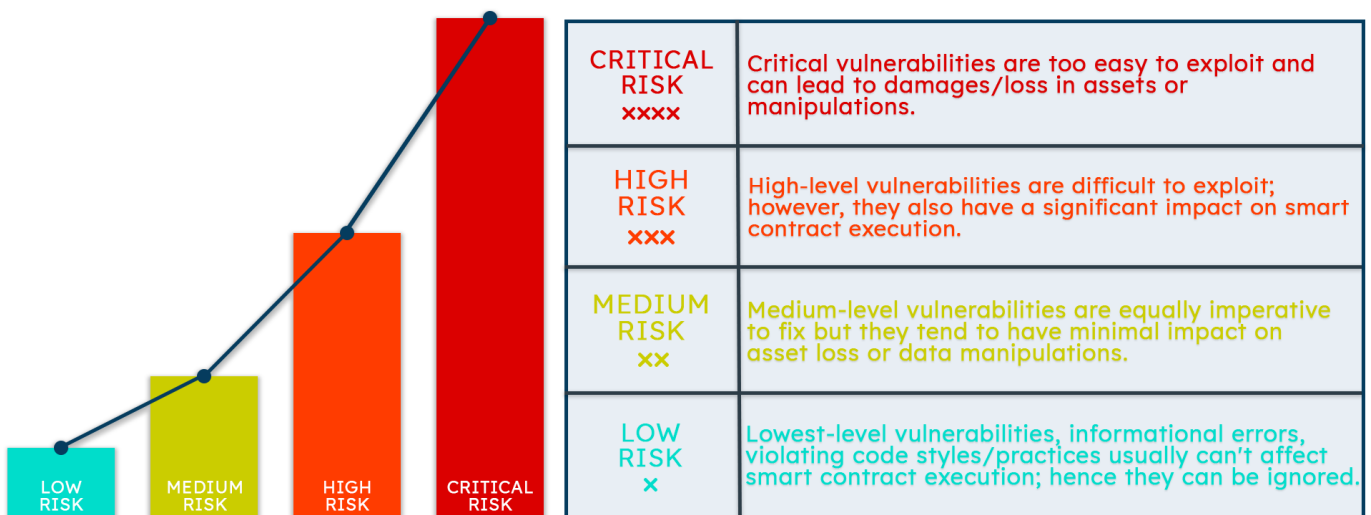 LOW
RISK
MEDIUM
RISK
HIGH
RISK
CRITICAL
RISK
CRITICAL
RISK
××××
Critical vulnerabilities are too easy to exploit and
can lead to damages/loss in assets or
manipulations.
HIGH
RISK
×××
High-level vulnerabilities are difficult to exploit;
however, they also have a significant impact on smart
contract execution.
MEDIUM
RISK
××
Medium-level vulnerabilities are equally imperative
to fix but they tend to have minimal impact on
asset loss or data manipulations.
LOW
RISK
×
Lowest-level vulnerabilities, informational errors,
violating code styles/practices usually can't affect
smart contract execution; hence they can be ignored.